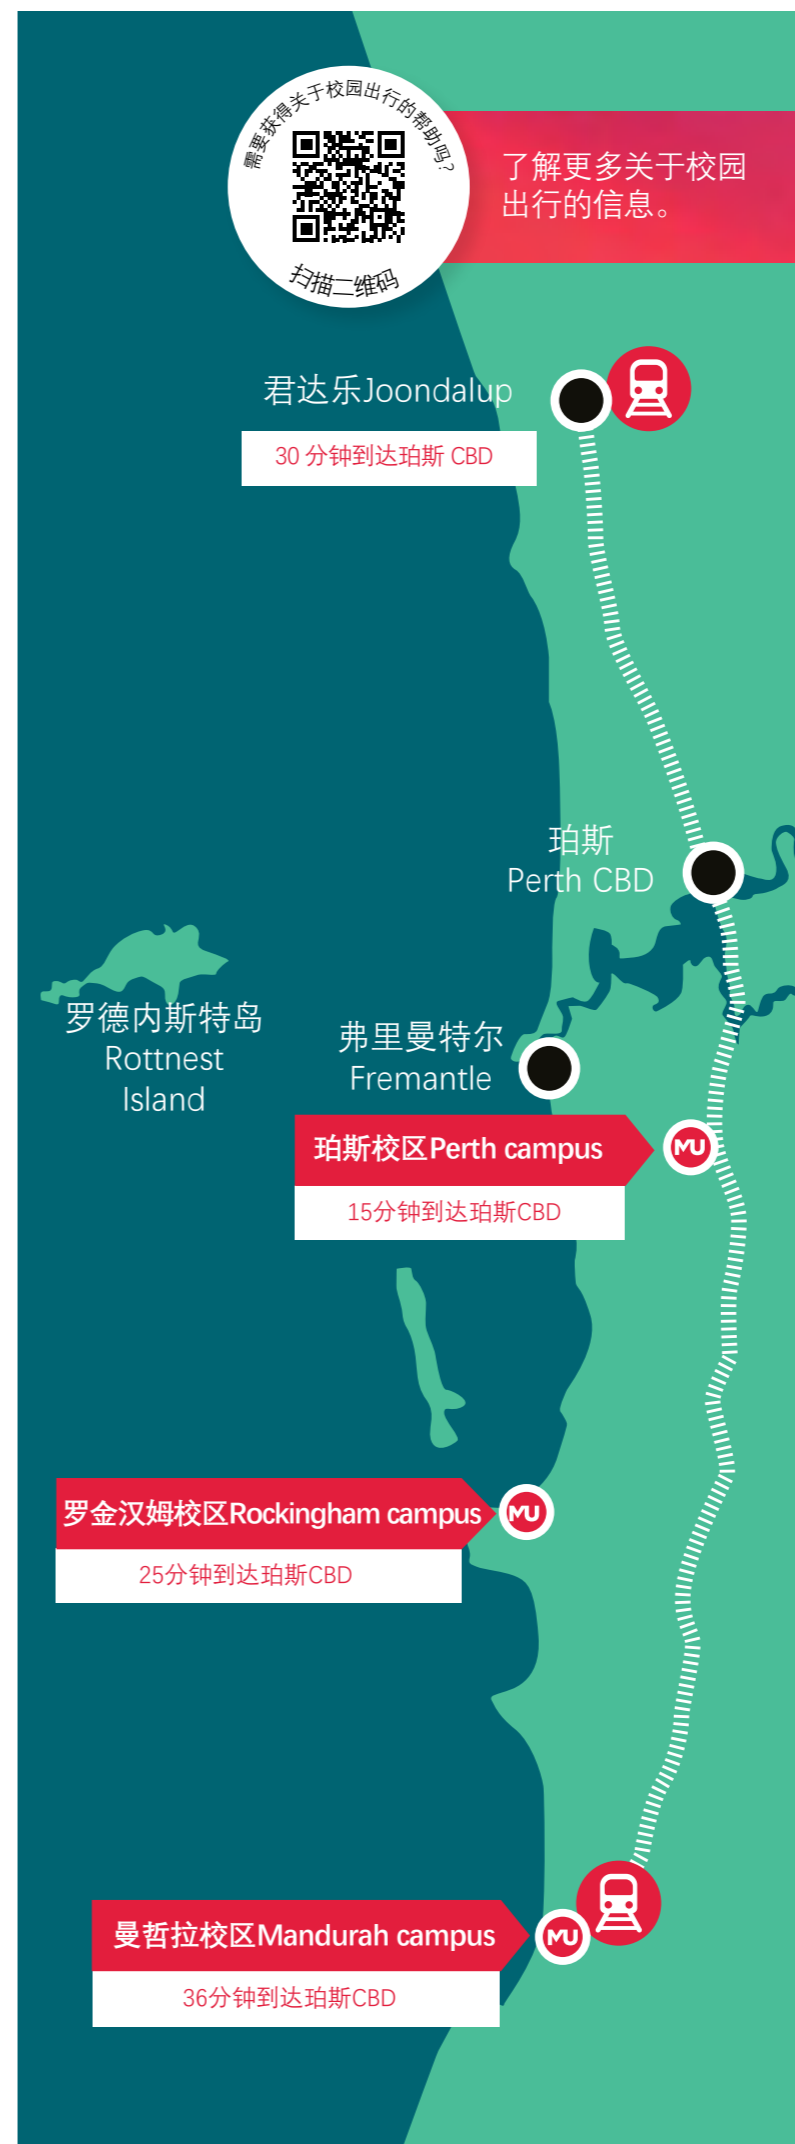 需要获得关于校园出行的帮助吗？
扫描二维码
了解更多关于校园
出行的信息。
君达乐Joondalup
30 分钟到达珀斯 CBD
珀斯
Perth CBD
罗德内斯特岛
Rottnest
Island
弗里曼特尔
Fremantle
珀斯校区Perth campus
MU
15分钟到达珀斯CBD
罗金汉姆校区Rockingham campus
MU
25分钟到达珀斯CBD
曼哲拉校区Mandurah campus
MU
36分钟到达珀斯CBD